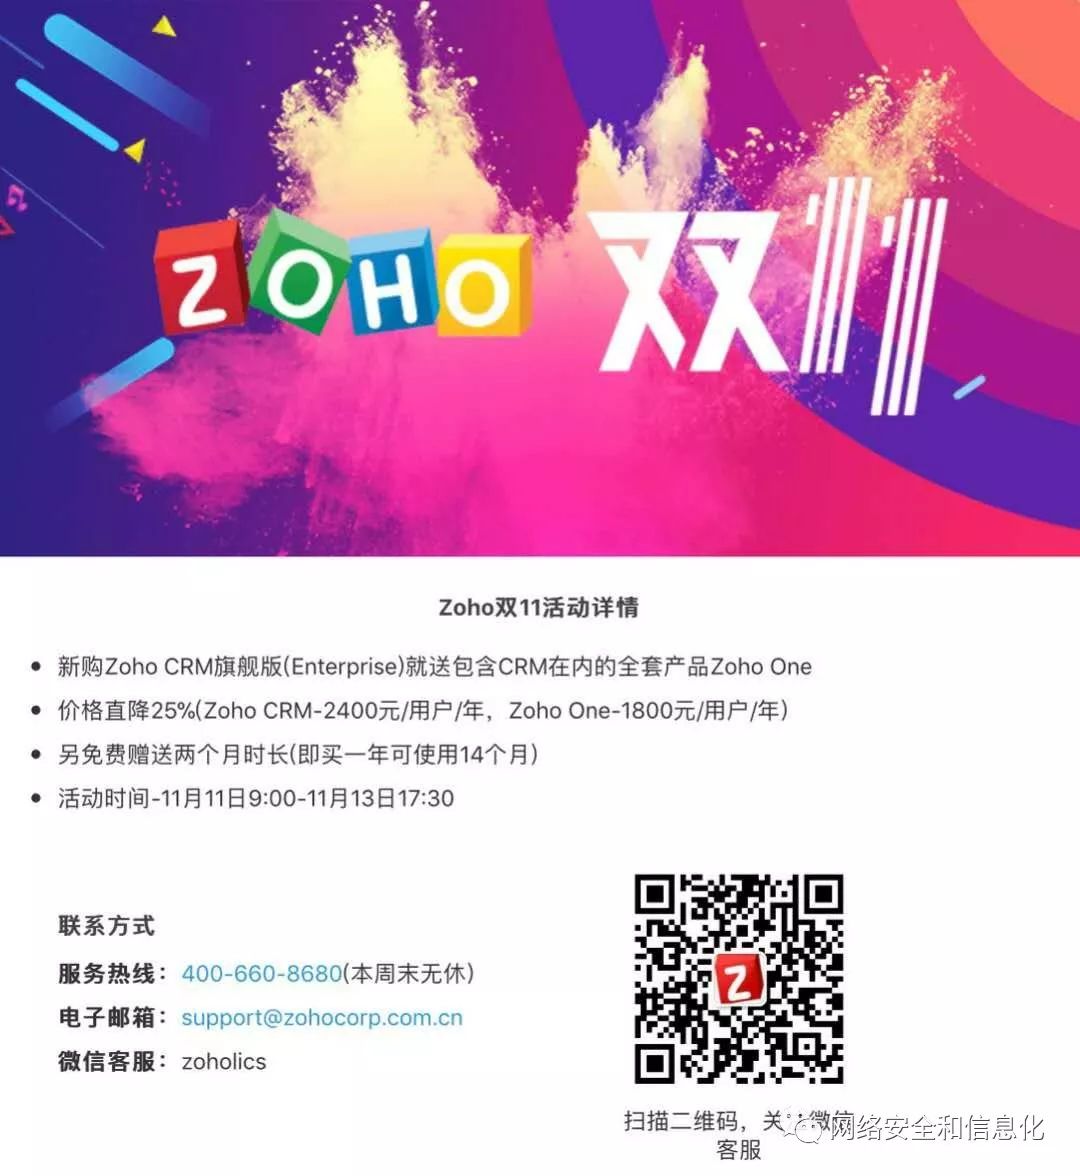 ZOHO 双11
Zoho双11活动详情
• 新购Zoho CRM旗舰版(Enterprise)就送包含CRM在内的全套产品Zoho One
• 价格直降25%(Zoho CRM-2400元/用户/年，Zoho One-1800元/用户/年)
• 另免费赠送两个月时长(即买一年可使用14个月)
• 活动时间-11月11日9:00-11月13日17:30
联系方式
服务热线：400-660-8680(本周末无休)
电子邮箱：support@zohocorp.com.cn
微信客服：zoholics
Z
扫描二维码，关 微信
客服
网络安全和信息化